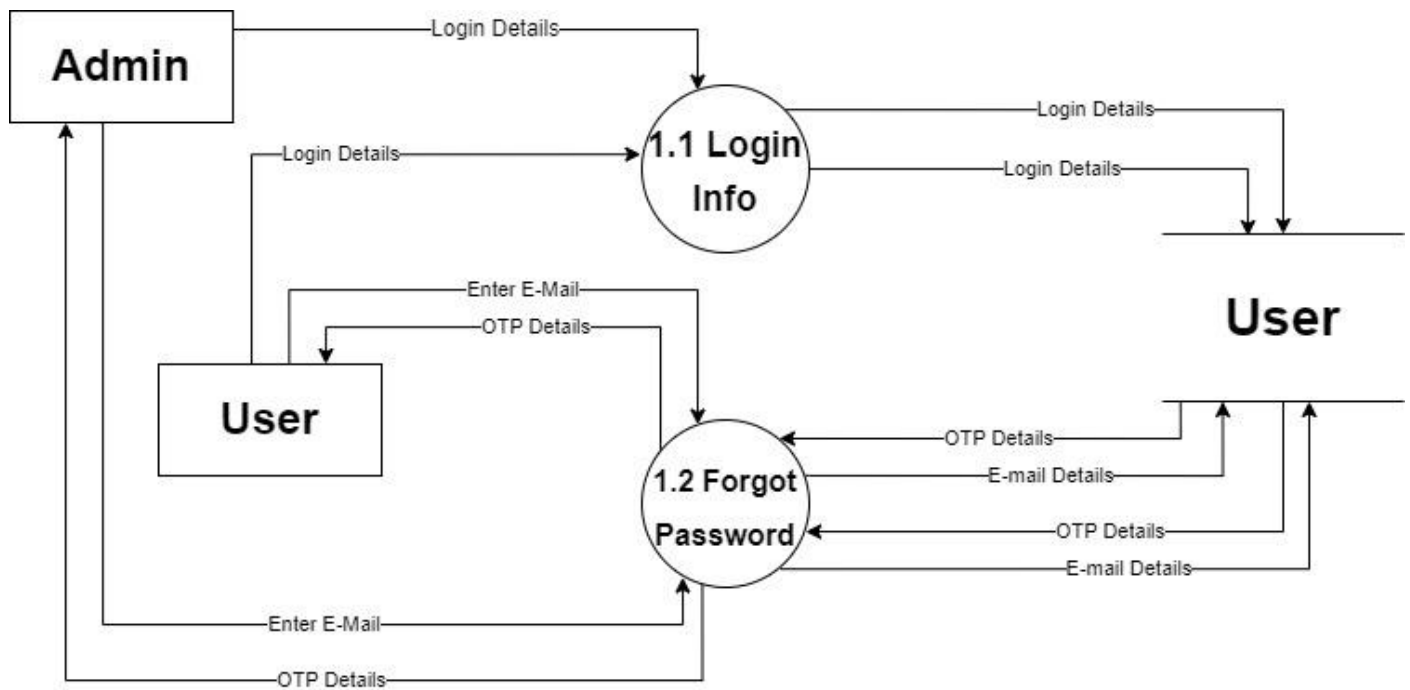 Login Details
Admin
Login Details
1.1 Login
Info
Login Details
Login Details
Enter E-Mail
OTP Details
User
User
OTP Details
1.2 Forgot
Password
E-mail Details
OTP Details
E-mail Details
Enter E-Mail
OTP Details